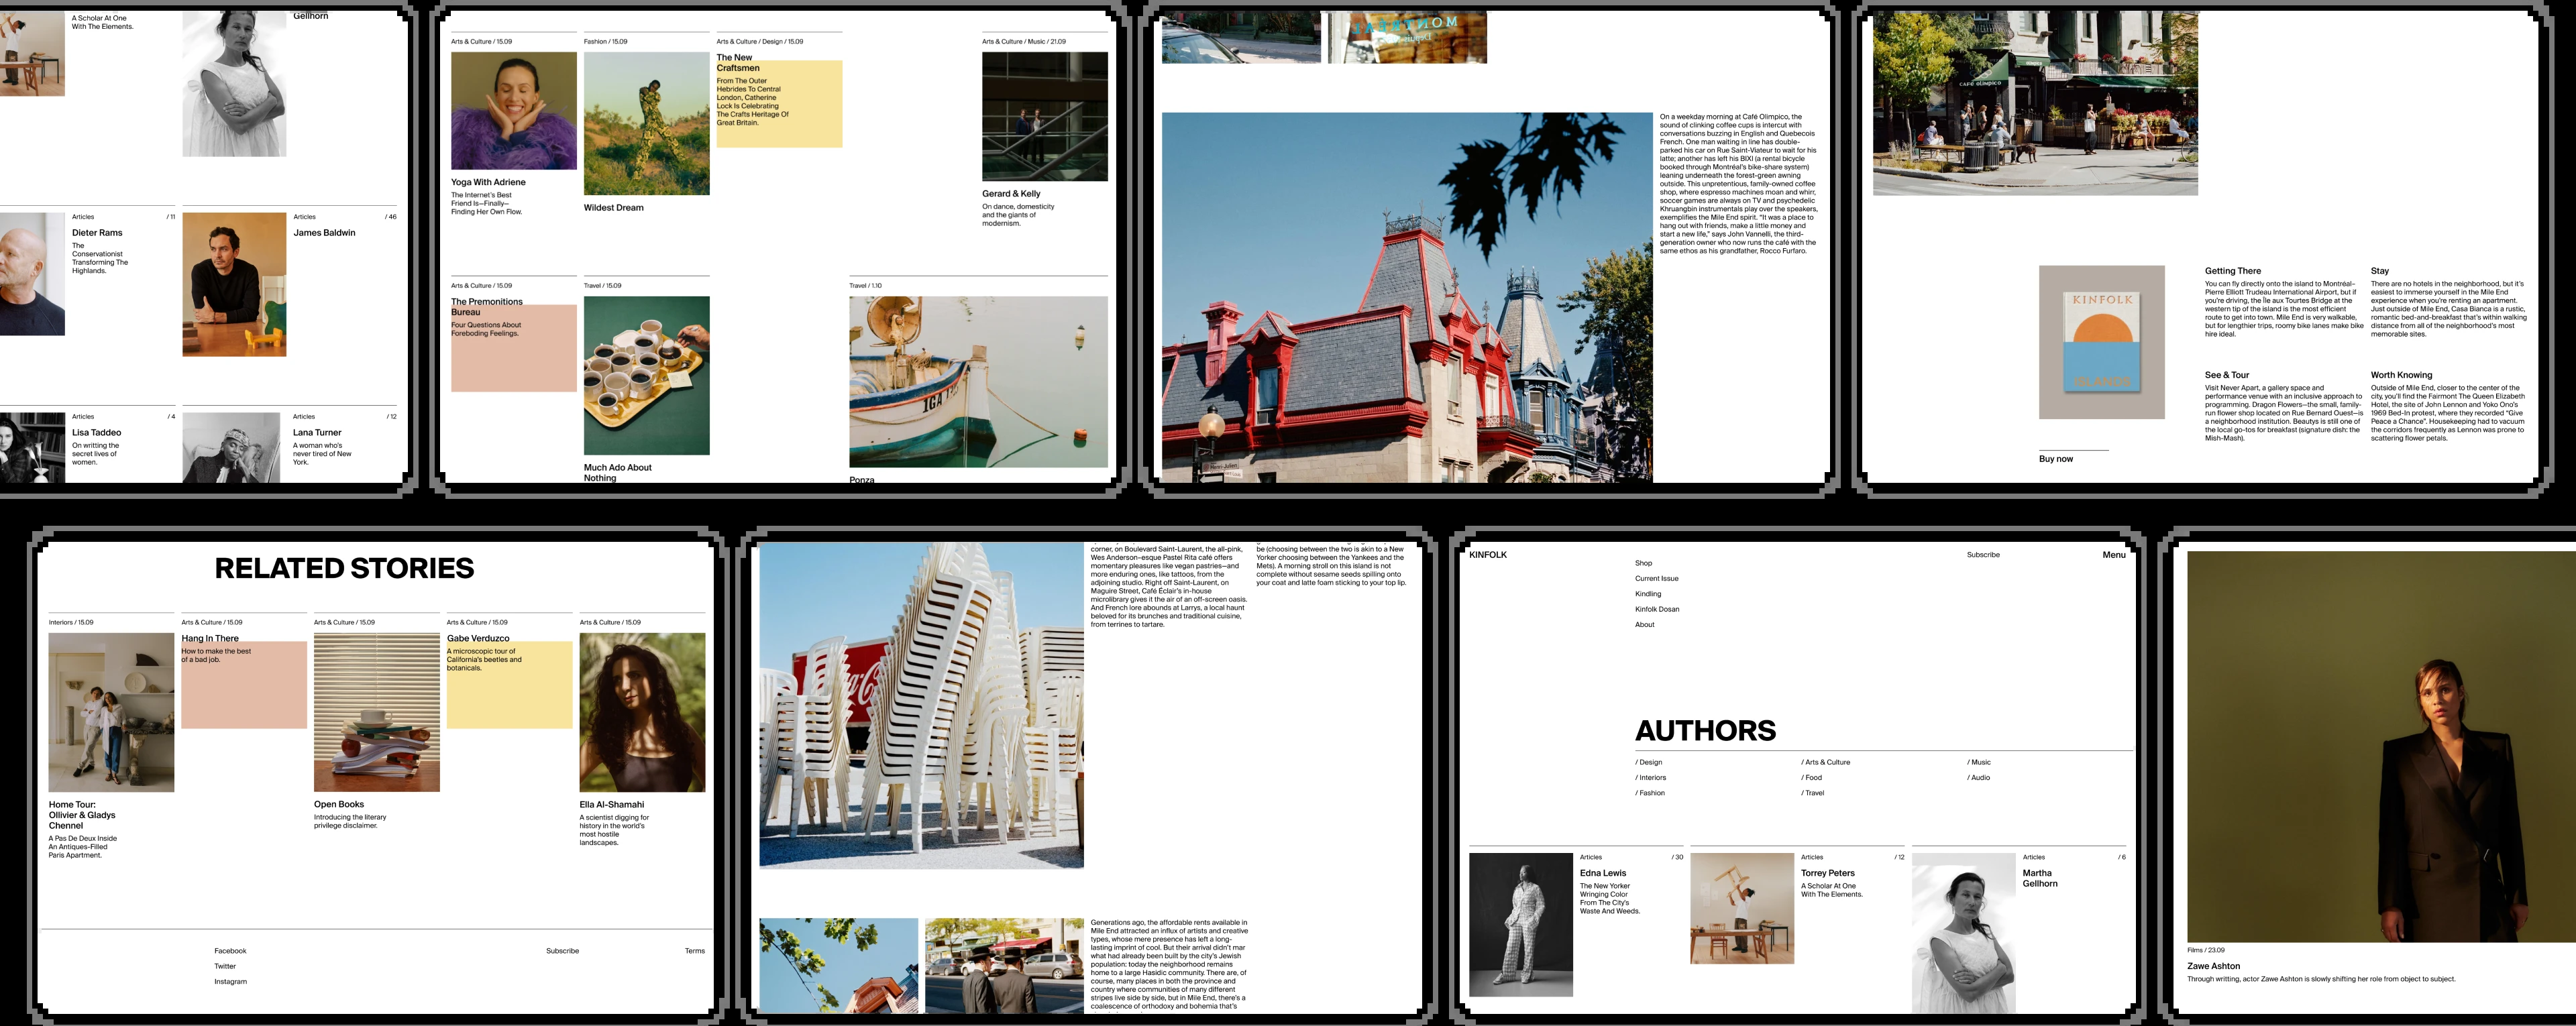 A Scholar At One
With The Elements.
Gellhorn
Articles
/ 11
Dieter Rams
The
Conservationist
Transforming The
Highlands.
Articles
/ 46
James Baldwin
Articles
/ 4
Lisa Taddeo
On writting the
secret lives of
women.
Articles
/ 12
Lana Turner
A woman who's
never tired of New
York.
Arts & Culture / 15.09
Yoga With Adriene
The Internet's Best
Friend Is—Finally—
Finding Her Own Flow.
Fashion / 15.09
Wildest Dream
Arts & Culture / Design / 15.09
The New
Craftsmen
From The Outer
Hebrides To Central
London, Catherine
Lock Is Celebrating
The Crafts Heritage Of
Great Britain.
Arts & Culture / Music / 21.09
Gerard & Kelly
On dance, domesticity
and the giants of
modernism.
Arts & Culture / 15.09
The Premonitions
Bureau
Four Questions About
Foreboding Feelings.
Travel / 15.09
Much Ado About
Nothing
Travel / 1.10
IGA
Ponza
MONTREAL
On a weekday morning at Café Olimpico, the
sound of clinking coffee cups is intercut with
conversations buzzing in English and Quebecois
French. One man waiting in line has double-
parked his car on Rue Saint-Viateur to wait for his
latte; another has left his BIXI (a rental bicycle
booked through Montréal's bike-share system)
leaning underneath the forest-green awning
outside. This unpretentious, family-owned coffee
shop, where espresso machines moan and whirr,
soccer games are always on TV and psychedelic
Khruangbin instrumentals play over the speakers,
exemplifies the Mile End spirit. "It was a place to
hang out with friends, make a little money and
start a new life," says John Vannelli, the third-
generation owner who now runs the café with the
same ethos as his grandfather, Rocco Furfaro.
CAFÉ OLIMPICO
KINFOLK
Buy now
Getting There
You can fly directly onto the island to Montréal–
Pierre Elliott Trudeau International Airport, but if
you're driving, the Île aux Tourtes Bridge at the
western tip of the island is the most efficient
route to get into town. Mile End is very walkable,
but for lengthier trips, roomy bike lanes make bike
hire ideal.
Stay
There are no hotels in the neighborhood, but it's
easiest to immerse yourself in the Mile End
experience when you're renting an apartment.
Just outside of Mile End, Casa Bianca is a rustic,
romantic bed-and-breakfast that's within walking
distance from all of the neighborhood's most
memorable sites.
See & Tour
Visit Never Apart, a gallery space and
performance venue with an inclusive approach to
programming. Dragon Flowers—the small, family-
run flower shop located on Rue Bernard Ouest—is
a neighborhood institution. Beautys is still one of
the local go-tos for breakfast (signature dish: the
Mish-Mash).
Worth Knowing
Outside of Mile End, closer to the center of the
city, you'll find the Fairmont The Queen Elizabeth
Hotel, the site of John Lennon and Yoko Ono's
1969 Bed-In protest, where they recorded "Give
Peace a Chance". Housekeeping had to vacuum
the corridors frequently as Lennon was prone to
scattering flower petals.
RELATED STORIES
Interiors / 15.09
Home Tour:
Ollivier & Gladys
Chennel
A Pas De Deux Inside
An Antiques-Filled
Paris Apartment.
Arts & Culture / 15.09
Hang In There
How to make the best
of a bad job.
Arts & Culture / 15.09
Open Books
Introducing the literary
privilege disclaimer.
Arts & Culture / 15.09
Gabe Verduzco
A microscopic tour of
California's beetles and
botanicals.
Arts & Culture / 15.09
Ella Al-Shamahi
A scientist digging for
history in the world's
most hostile
landscapes.
Facebook
Twitter
Instagram
Subscribe
Terms
corner, on Boulevard Saint-Laurent, the all-pink,
Wes Anderson–esque Pastel Rita café offers
momentary pleasures like vegan pastries—and
more enduring ones, like tattoos, from the
adjoining studio. Right off Saint-Laurent, on
Maguire Street, Café Éclair's in-house
microlibrary gives it the air of an off-screen oasis.
And French lore abounds at Larrys, a local haunt
beloved for its brunches and traditional cuisine,
from terrines to tartare.
be (choosing between the two is akin to a New
Yorker choosing between the Yankees and the
Mets). A morning stroll on this island is not
complete without sesame seeds spilling onto
your coat and latte foam sticking to your top lip.
Generations ago, the affordable rents available in
Mile End attracted an influx of artists and creative
types, whose mere presence has left a long-
lasting imprint of cool. But their arrival didn't mar
what had already been built by the city's Jewish
population: today the neighborhood remains
home to a large Hasidic community. There are, of
course, many places in both the province and
country where communities of many different
stripes live side by side, but in Mile End, there's a
coalescence of orthodoxy and bohemia that's
KINFOLK
Subscribe
Menu
Shop
Current Issue
Kindling
Kinfolk Dosan
About
AUTHORS
/ Design
/ Interiors
/ Fashion
/ Arts & Culture
/ Food
/ Travel
/ Music
/ Audio
Articles
/ 30
Edna Lewis
The New Yorker
Wringing Color
From The City's
Waste And Weeds.
Articles
/ 12
Torrey Peters
A Scholar At One
With The Elements.
Articles
/ 6
Martha
Gellhorn
Films / 23.09
Zawe Ashton
Through writting, actor Zawe Ashton is slowly shifting her role from object to subject.